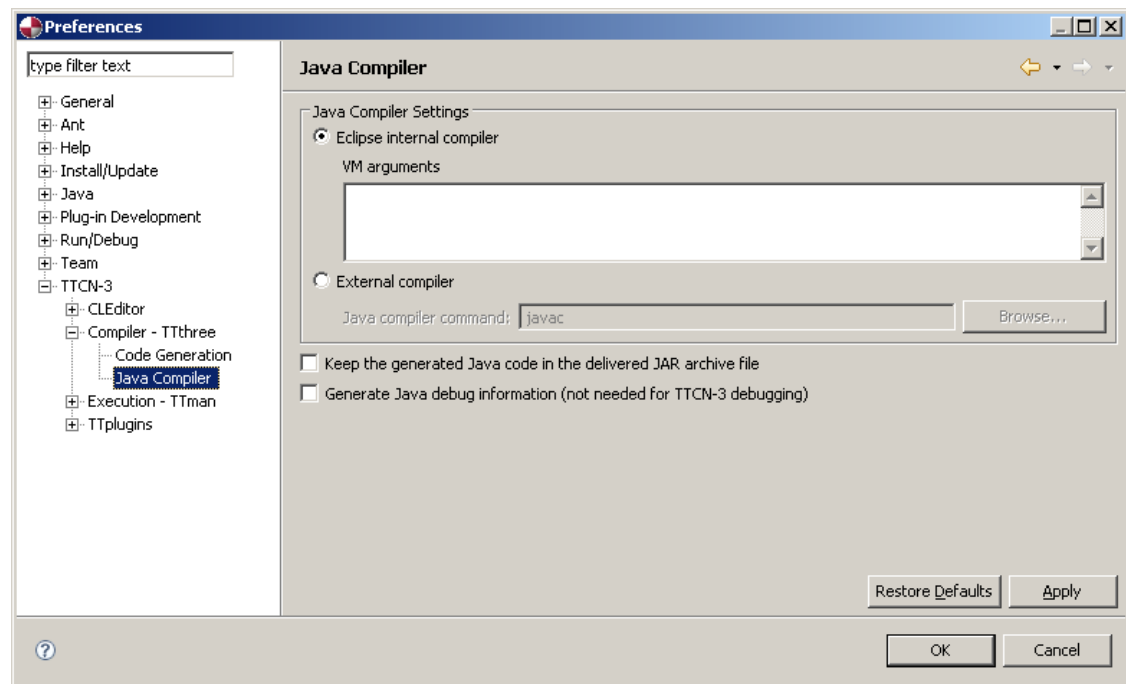 Preferences
type filter text
Java Compiler
General
Ant
Help
Install/Update
Java
Plug-in Development
Run/Debug
Team
TTCN-3
CLEditor
Compiler - TTthree
Code Generation
Java Compiler
Execution - TTman
TTplugins
Java Compiler Settings
Eclipse internal compiler
VM arguments
External compiler
Java compiler command: javac Browse...
Keep the generated Java code in the delivered JAR archive file
Generate Java debug information (not needed for TTCN-3 debugging)
Restore Defaults Apply
? OK Cancel